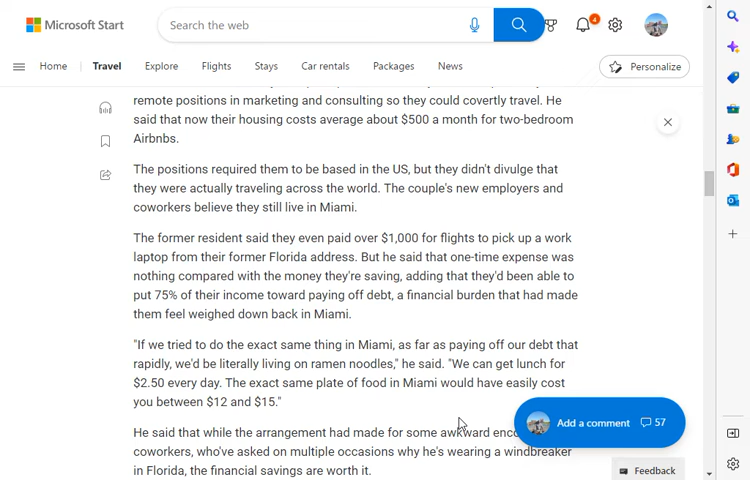 Microsoft Start
Search the web
4
Home
Travel
Explore
Flights
Stays
Car rentals
Packages
News
Personalize
remote positions in marketing and consulting so they could covertly travel. He
said that now their housing costs average about $500 a month for two-bedroom
Airbnbs.
The positions required them to be based in the US, but they didn't divulge that
they were actually traveling across the world. The couple's new employers and
coworkers believe they still live in Miami.
The former resident said they even paid over $1,000 for flights to pick up a work
laptop from their former Florida address. But he said that one-time expense was
nothing compared with the money they're saving, adding that they'd been able to
put 75% of their income toward paying off debt, a financial burden that had made
them feel weighed down back in Miami.
"If we tried to do the exact same thing in Miami, as far as paying off our debt that
rapidly, we'd be literally living on ramen noodles," he said. "We can get lunch for
$2.50 every day. The exact same plate of food in Miami would have easily cost
you between $12 and $15."
Add a comment 57
He said that while the arrangement had made for some awkward
coworkers, who've asked on multiple occasions why he's wearing a windbreaker
in Florida, the financial savings are worth it.
Feedback